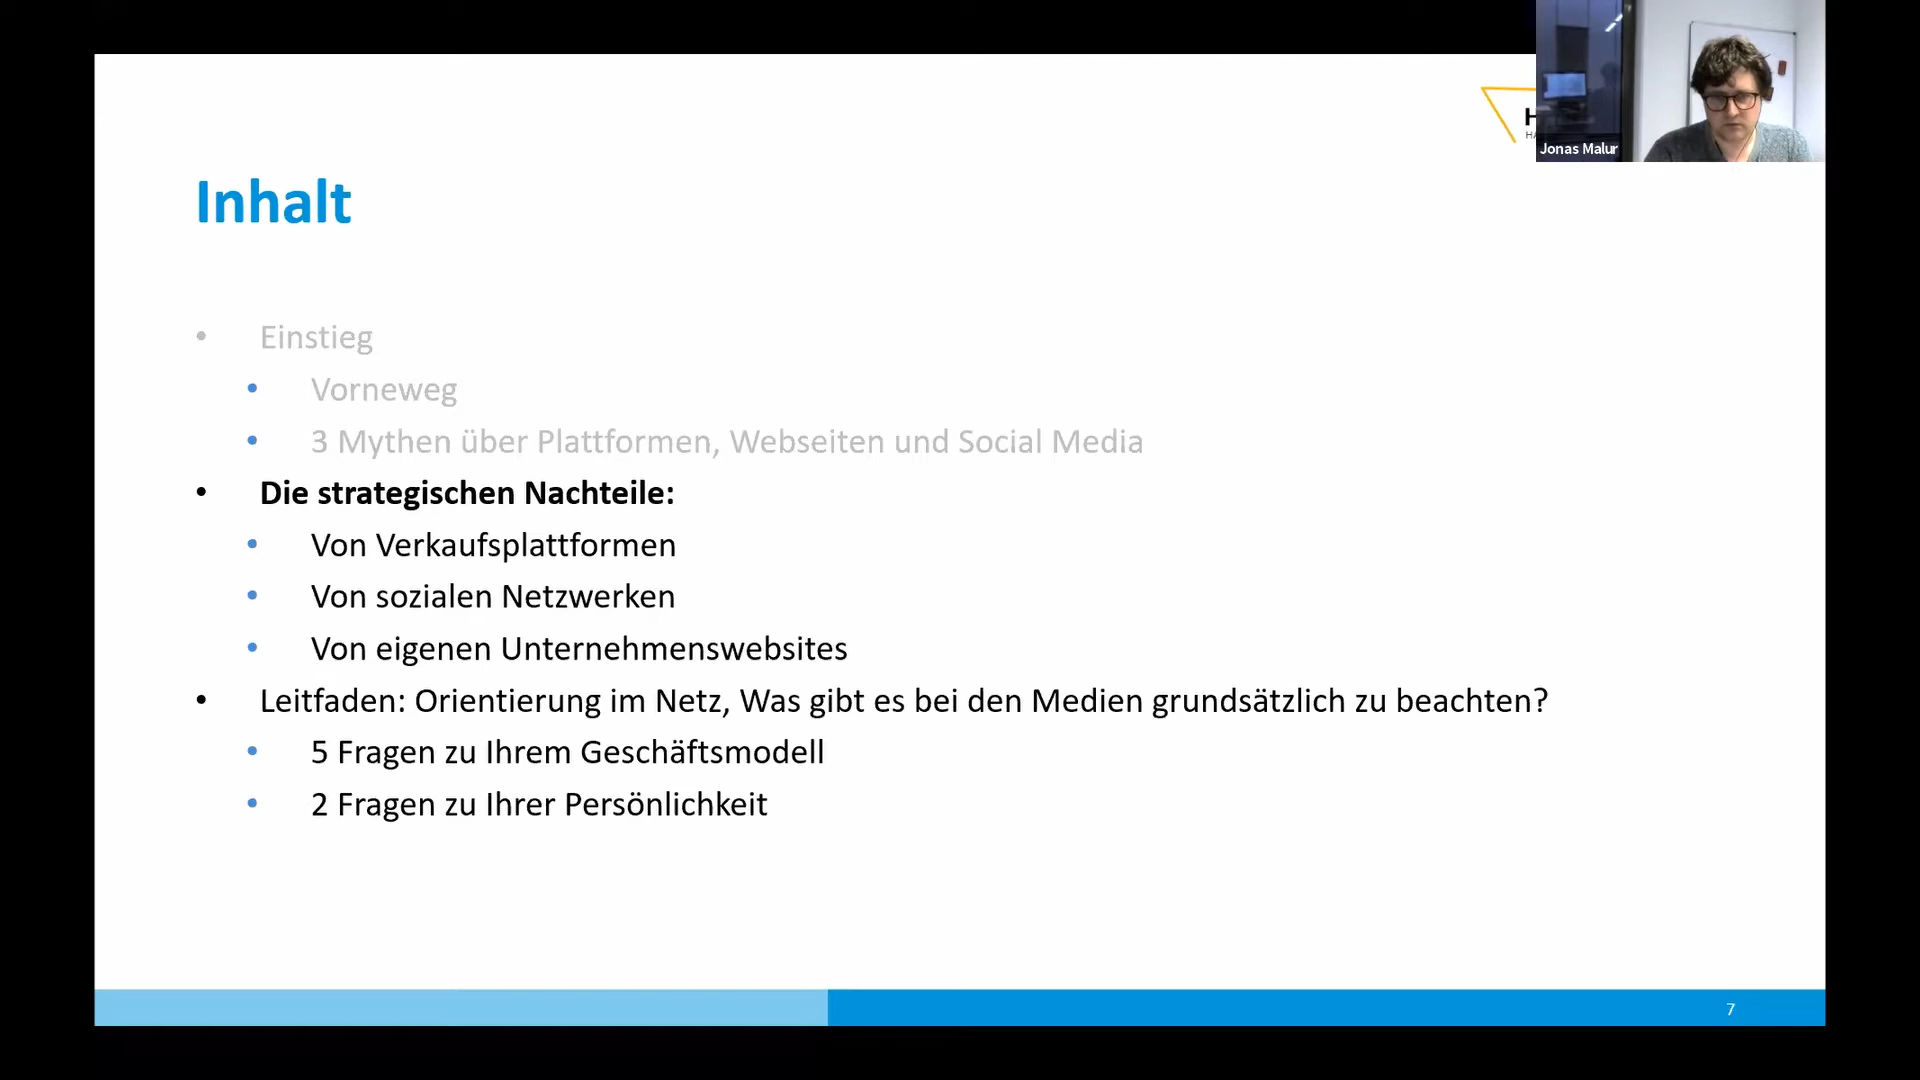 Jonas Malur
Inhalt
• Einstieg
• Vorneweg
• 3 Mythen über Plattformen, Webseiten und Social Media
• Die strategischen Nachteile:
• Von Verkaufsplattformen
• Von sozialen Netzwerken
• Von eigenen Unternehmenswebsites
• Leitfaden: Orientierung im Netz, Was gibt es bei den Medien grundsätzlich zu beachten?
• 5 Fragen zu Ihrem Geschäftsmodell
• 2 Fragen zu Ihrer Persönlichkeit
7